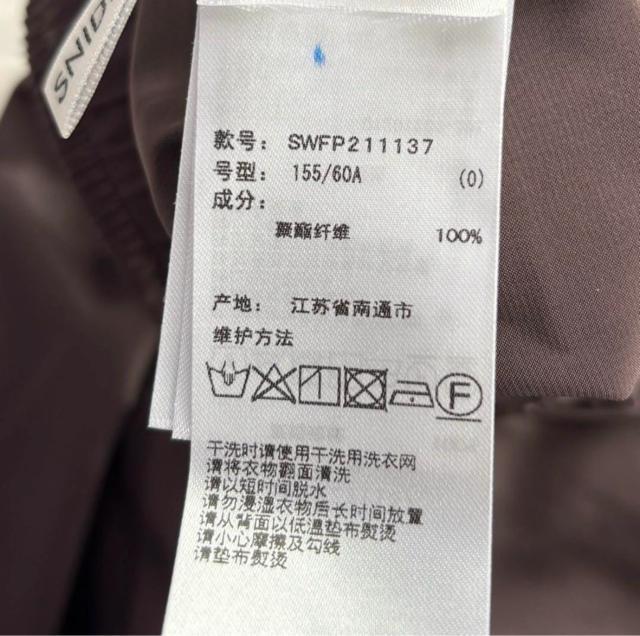 SNIDEL
款号: SWFP211137
号型: 155/60A (0)
成分:
聚酯纤维 100%
产地: 江苏省南通市
维护方法
F
干洗时请使用干洗用洗衣网
请将衣物翻面清洗
请以短时间脱水
请勿浸湿衣物后长时间放置
请从背面以低温垫布熨烫
请小心摩擦及勾线
请垫布熨烫